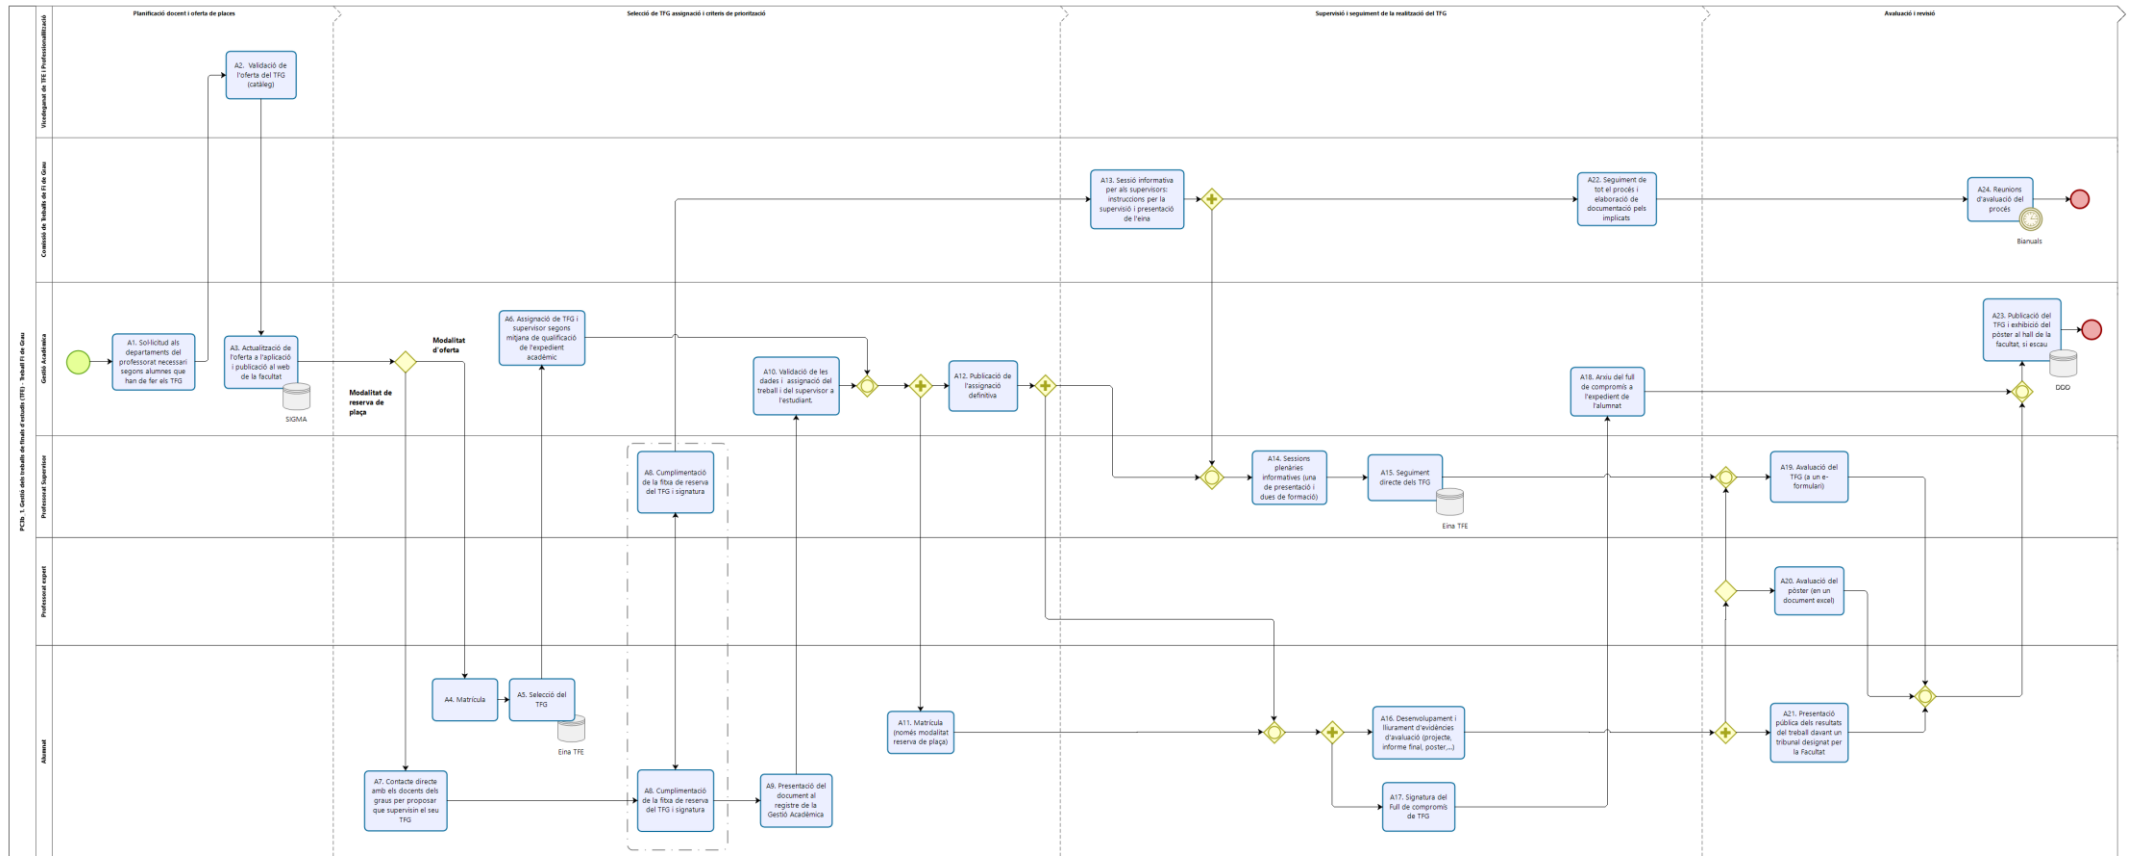 Planificació docent i oferta de places
Selecció de TFG assignació i criteris de priorització
Supervisió i seguiment de la realització del TFG
Avaluació i revisió
PC3b_1. Gestió dels treballs de finals d'estudis (TFE) - Treball Fi de Grau
Vicedeganat de TFE i Professionalització
A2. Validació de
l'oferta del TFG
(catàleg)
Comissió de Treballs de Fi de Grau
A13. Sessió informativa
per als supervisors:
instruccions per la
supervisió i presentació
de l'eina
A22. Seguiment de
tot el procés i
elaboració de
documentació pels
implicats
A24. Reunions
d'avaluació del
procés
Bianuals
Gestió Acadèmica
A1. Sol·licitud als
departaments del
professorat necessari
segons alumnes que
han de fer els TFG
A3. Actualització de
l'oferta a l'aplicació
i publicació al web
de la facultat
SIGMA
Modalitat
d'oferta
Modalitat de
reserva de
plaça
A6. Assignació de TFG i
supervisor segons
mitjana de qualificació
de l'expedient
acadèmic
A10. Validació de les
dades i assignació del
treball i del supervisor a
l'estudiant.
A12. Publicació de
l'assignació
definitiva
A18. Arxiu del full
de compromís a
l'expedient de
l'alumnat
A23. Publicació del
TFG i exhibició del
pòster al hall de la
facultat, si escau
DDD
Professorat Supervisor
A8. Cumplimentació
de la fitxa de reserva
del TFG i signatura
A14. Sessions
plenàries
informatives (una
de presentació i
dues de formació)
A15. Seguiment
directe dels TFG
Eina TFE
A19. Avaluació del
TFG (a un e-
formulari)
Professorat expert
A20. Avaluació del
pòster (en un
document excel)
Alumnat
A4. Matrícula
A5. Selecció del
TFG
Eina TFE
A7. Contacte directe
amb els docents dels
graus per proposar
que supervisin el seu
TFG
A8. Cumplimentació
de la fitxa de reserva
del TFG i signatura
A9. Presentació del
document al
registre de la
Gestió Acadèmica
A11. Matrícula
(només modalitat
reserva de plaça)
A16. Desenvolupament i
lliurament d'evidències
d'avaluació (projecte,
informe final, poster,...)
A17. Signatura del
Full de compromís
de TFG
A21. Presentació
pública dels resultats
del treball davant un
tribunal designat per
la Facultat